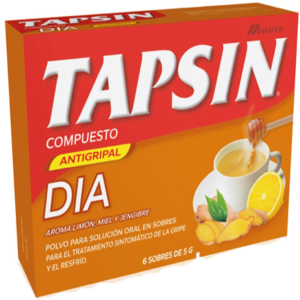 MAVER
TAPSIN
COMPUESTO
ANTIGRIPAL
DIA
AROMA LIMÓN, MIEL Y JENGIBRE
POLVO PARA SOLUCIÓN ORAL EN SOBRES
PARA EL TRATAMIENTO SINTOMÁTICO DE LA GRIPE
Y EL RESFRÍO.
6 SOBRES DE 5 G